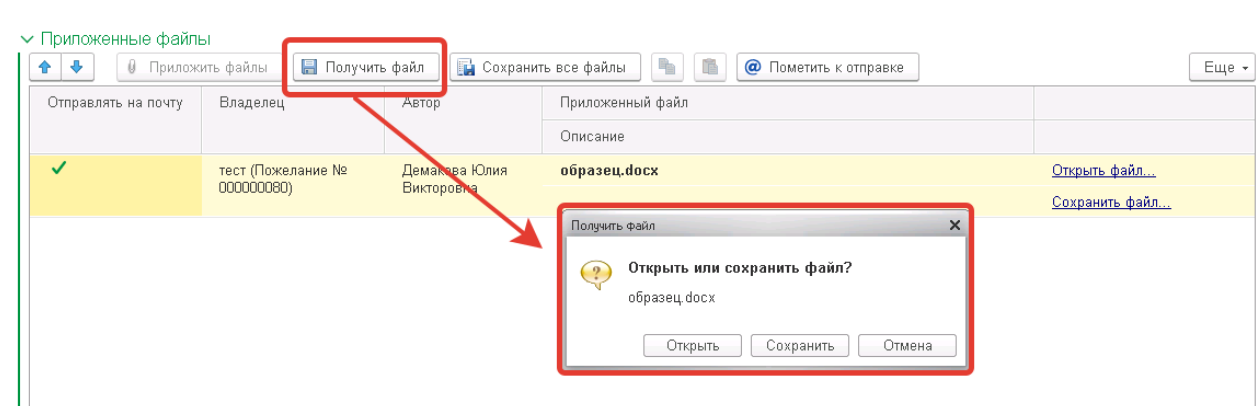 Приложенные файлы
Приложить файлы Получить файл Сохранить все файлы @ Пометить к отправке Еще
Отправлять на почту Владелец Автор Приложенный файл
Описание
тест (Пожелание № 000000080) Демакова Юлия Викторовна образец.docx Открыть файл...
Сохранить файл...
Получить файл
Открыть или сохранить файл?
образец.docx
Открыть Сохранить Отмена